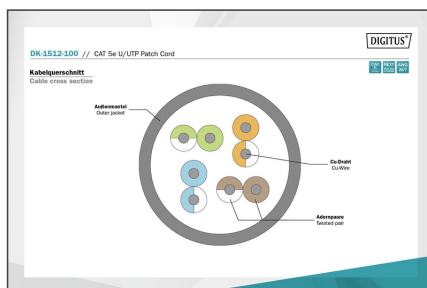 DIGITUS®
DK-1512-100 // CAT 5e U/UTP Patch Cord
Kabelquerschnitt
Cable cross section
Außenmantel
Outer jacket
Cu-Draht
Cu-Wire
Adernpaare
Twisted pair